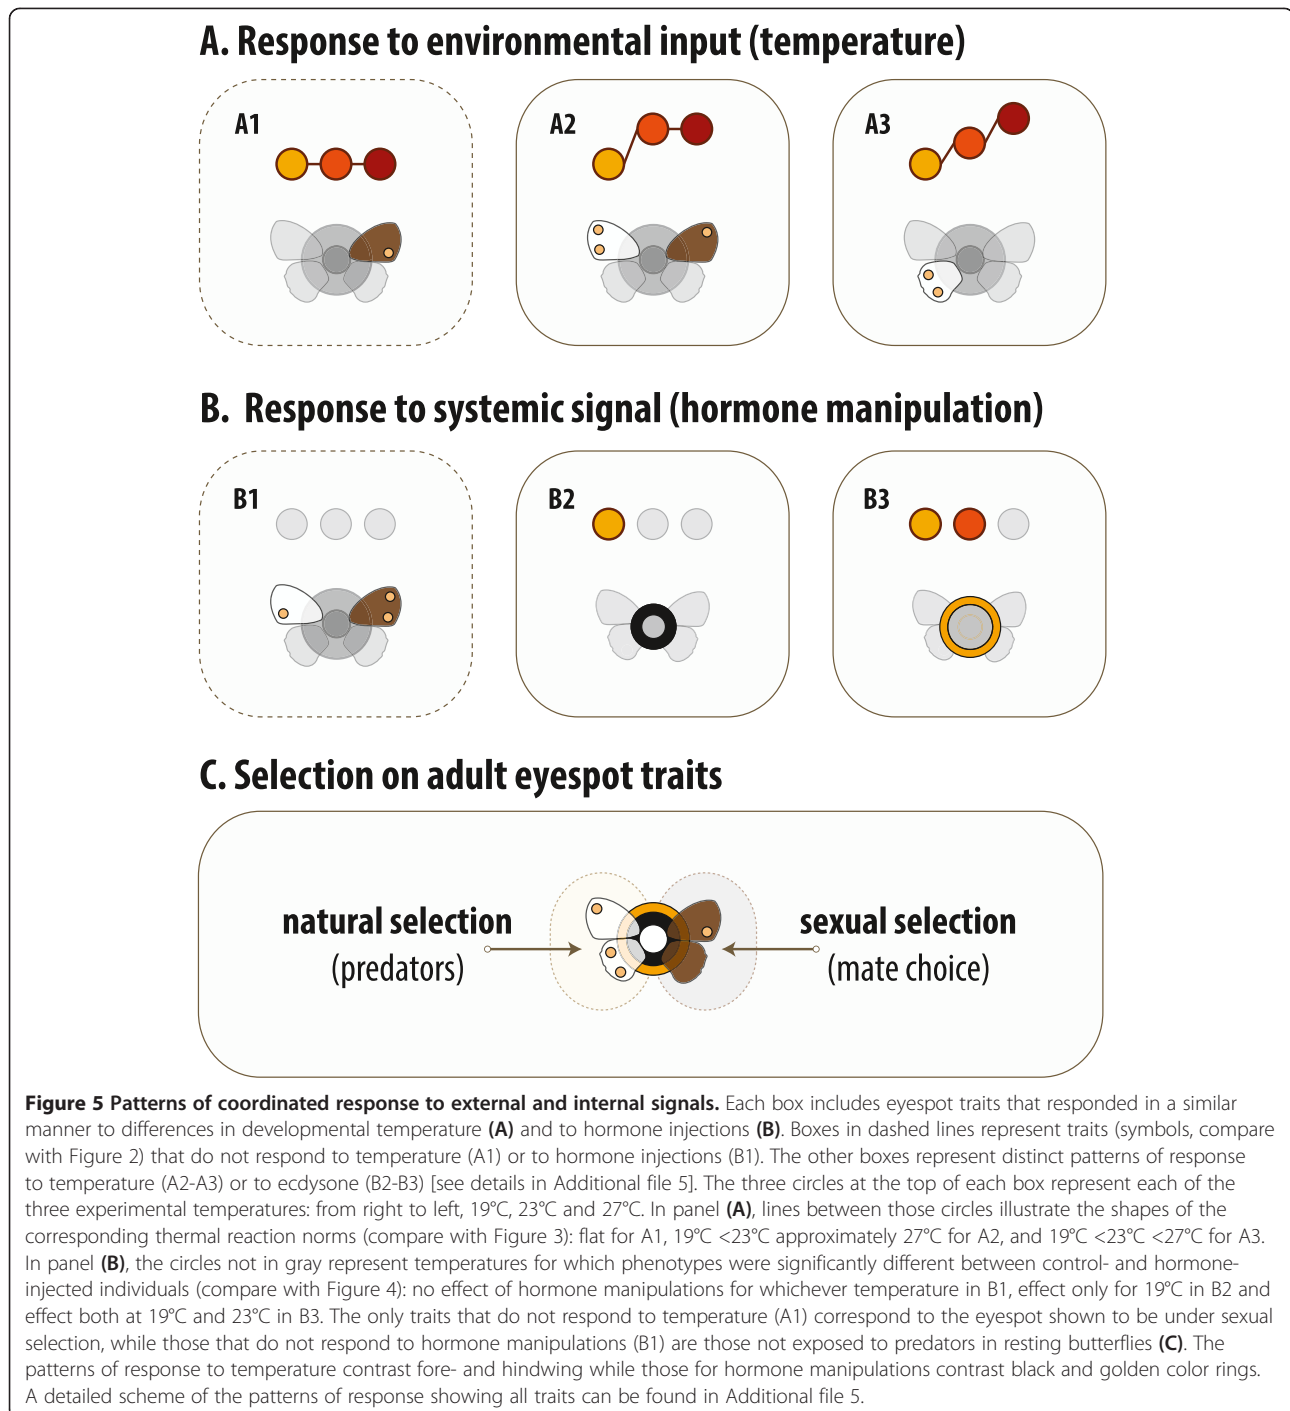 A. Response to environmental input (temperature)
A1
A2
A3
B. Response to systemic signal (hormone manipulation)
B1
B2
B3
C. Selection on adult eyespot traits
natural selection
(predators)
sexual selection
(mate choice)
Figure 5 Patterns of coordinated response to external and internal signals. Each box includes eyespot traits that responded in a similar
manner to differences in developmental temperature (A) and to hormone injections (B). Boxes in dashed lines represent traits (symbols, compare
with Figure 2) that do not respond to temperature (A1) or to hormone injections (B1). The other boxes represent distinct patterns of response
to temperature (A2-A3) or to ecdysone (B2-B3) [see details in Additional file 5]. The three circles at the top of each box represent each of the
three experimental temperatures: from right to left, 19°C, 23°C and 27°C. In panel (A), lines between those circles illustrate the shapes of the
corresponding thermal reaction norms (compare with Figure 3): flat for A1, 19°C <23°C approximately 27°C for A2, and 19°C <23°C <27°C for A3.
In panel (B), the circles not in gray represent temperatures for which phenotypes were significantly different between control- and hormone-
injected individuals (compare with Figure 4): no effect of hormone manipulations for whichever temperature in B1, effect only for 19°C in B2 and
effect both at 19°C and 23°C in B3. The only traits that do not respond to temperature (A1) correspond to the eyespot shown to be under sexual
selection, while those that do not respond to hormone manipulations (B1) are those not exposed to predators in resting butterflies (C). The
patterns of response to temperature contrast fore- and hindwing while those for hormone manipulations contrast black and golden color rings.
A detailed scheme of the patterns of response showing all traits can be found in Additional file 5.